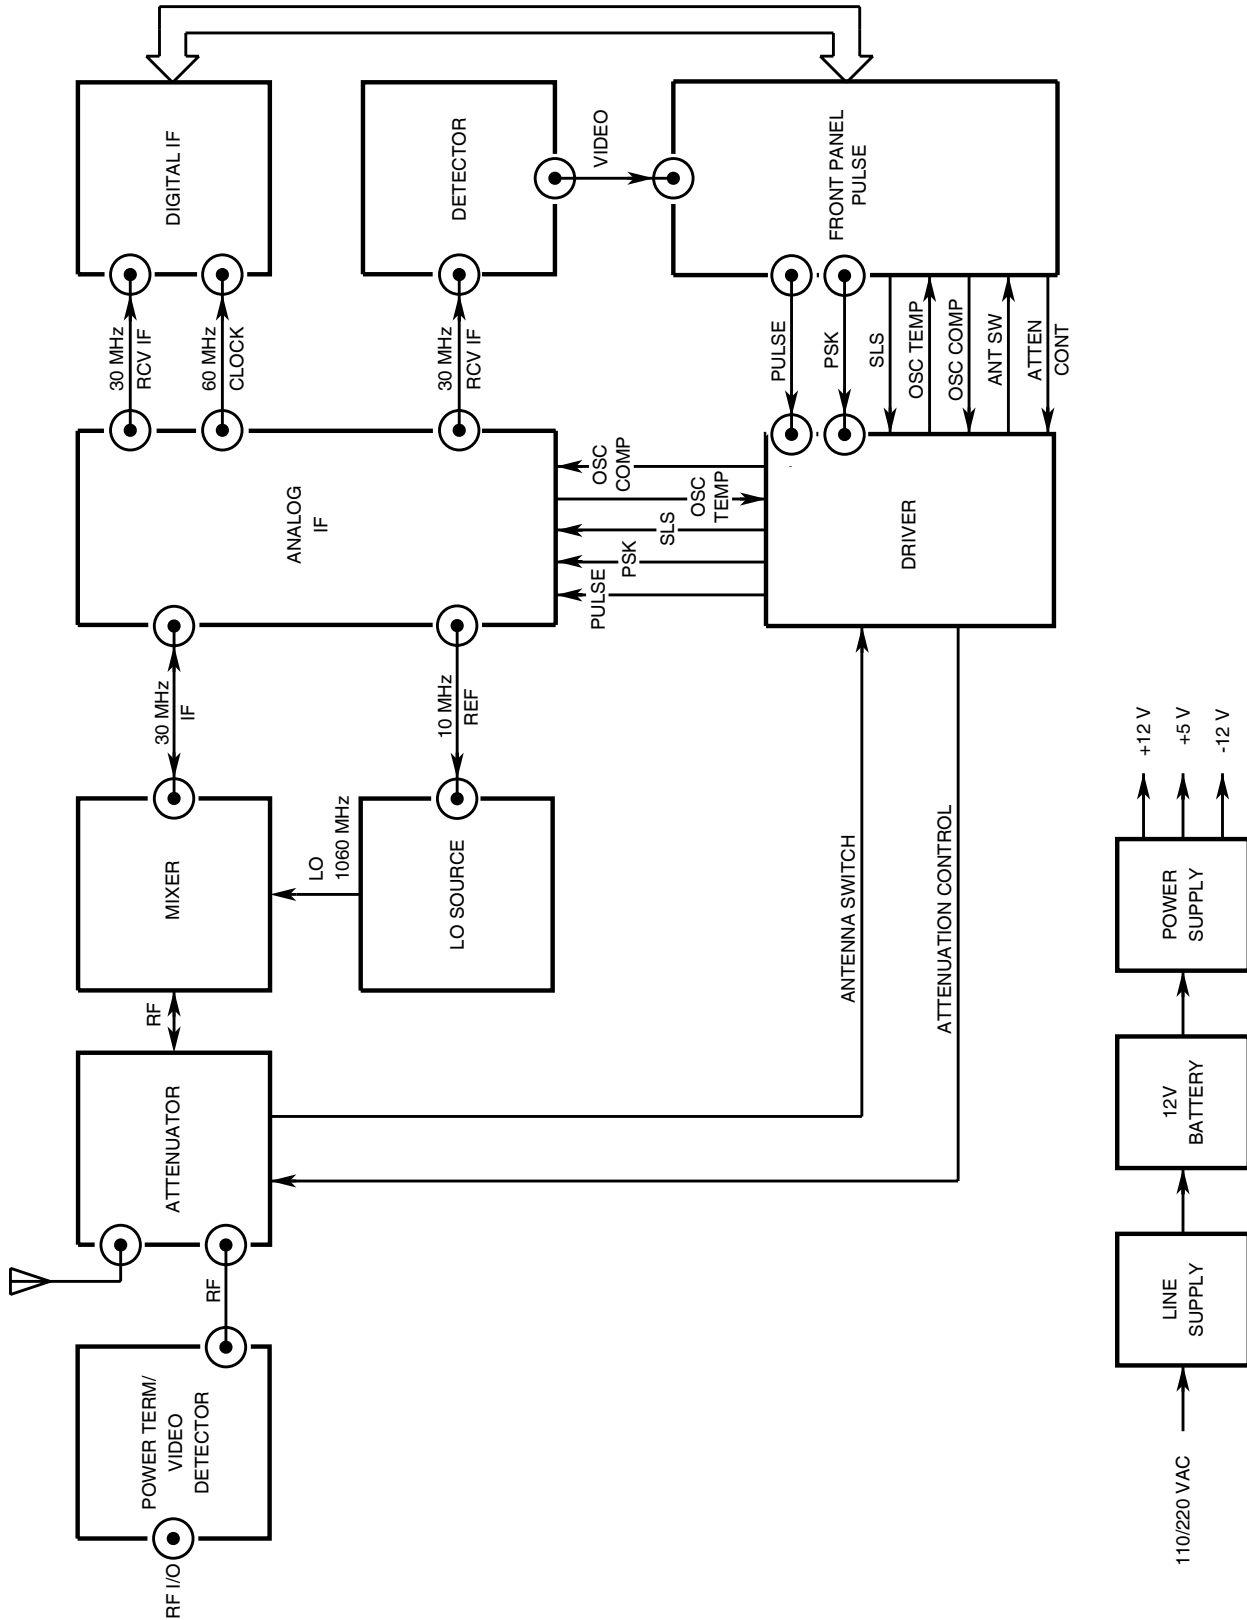 RF I/O
POWER TERM/
VIDEO
DETECTOR
RF
ATTENUATOR
RF
MIXER
30 MHz
IF
LO
1060 MHz
LO SOURCE
10 MHz
REF
ANALOG
IF
30 MHz
RCV IF
60 MHz
CLOCK
DIGITAL IF
30 MHz
RCV IF
DETECTOR
VIDEO
FRONT PANEL
PULSE
PULSE
PSK
SLS
OSC TEMP
OSC COMP
ANT SW
ATTEN
CONT
PULSE
PSK
SLS
OSC
TEMP
OSC
COMP
DRIVER
ANTENNA SWITCH
ATTENUATION CONTROL
110/220 VAC
LINE
SUPPLY
12V
BATTERY
POWER
SUPPLY
+12 V
+5 V
-12 V